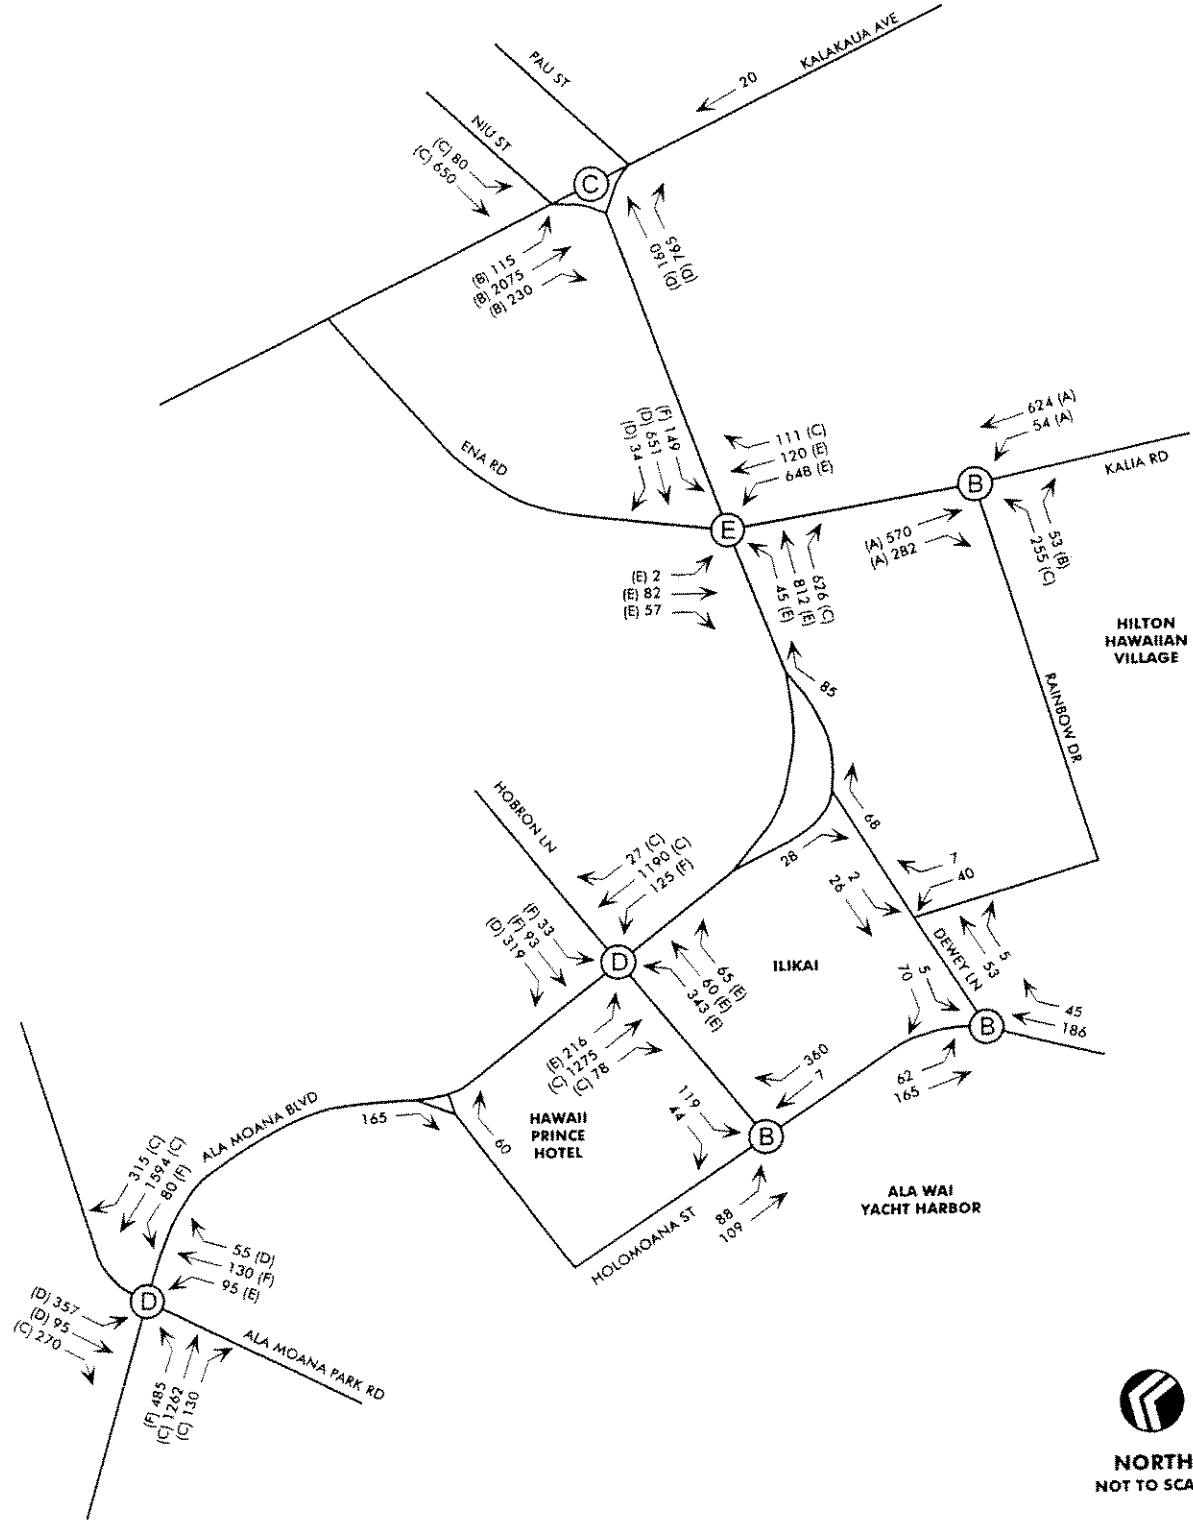 PAU ST
KALAKAUA AVE
20
NIU ST
(C) 80
(C) 650
C
765 (D)
160 (D)
(B) 115
(B) 2075
(B) 230
ENA RD
(F) 149
(D) 651
(D) 34
111 (C)
120 (E)
648 (E)
624 (A)
54 (A)
KALIA RD
B
E
(A) 570
(A) 282
53 (B)
255 (C)
(E) 2
(E) 82
(E) 57
626 (C)
812 (E)
45 (E)
HILTON
HAWAIIAN
VILLAGE
85
RAINBOW DR
HOBRON LN
68
27 (C)
1190 (C)
125 (F)
28
2
26
7
40
(F) 33
(F) 93
(D) 319
D
65 (E)
60 (E)
343 (E)
ILIKAI
DEWEY LN
5
53
5
70
45
186
B
(E) 216
(C) 1275
(C) 78
360
7
62
165
119
44
B
ALA MOANA BLVD
165
60
HAWAII
PRINCE
HOTEL
88
109
HOLOMOANA ST
ALA WAI
YACHT HARBOR
315 (C)
1594 (C)
80 (F)
55 (D)
130 (F)
95 (E)
(D) 357
(D) 95
(C) 270
D
ALA MOANA PARK RD
(F) 485
(C) 1262
(C) 130
NORTH
NOT TO SCA